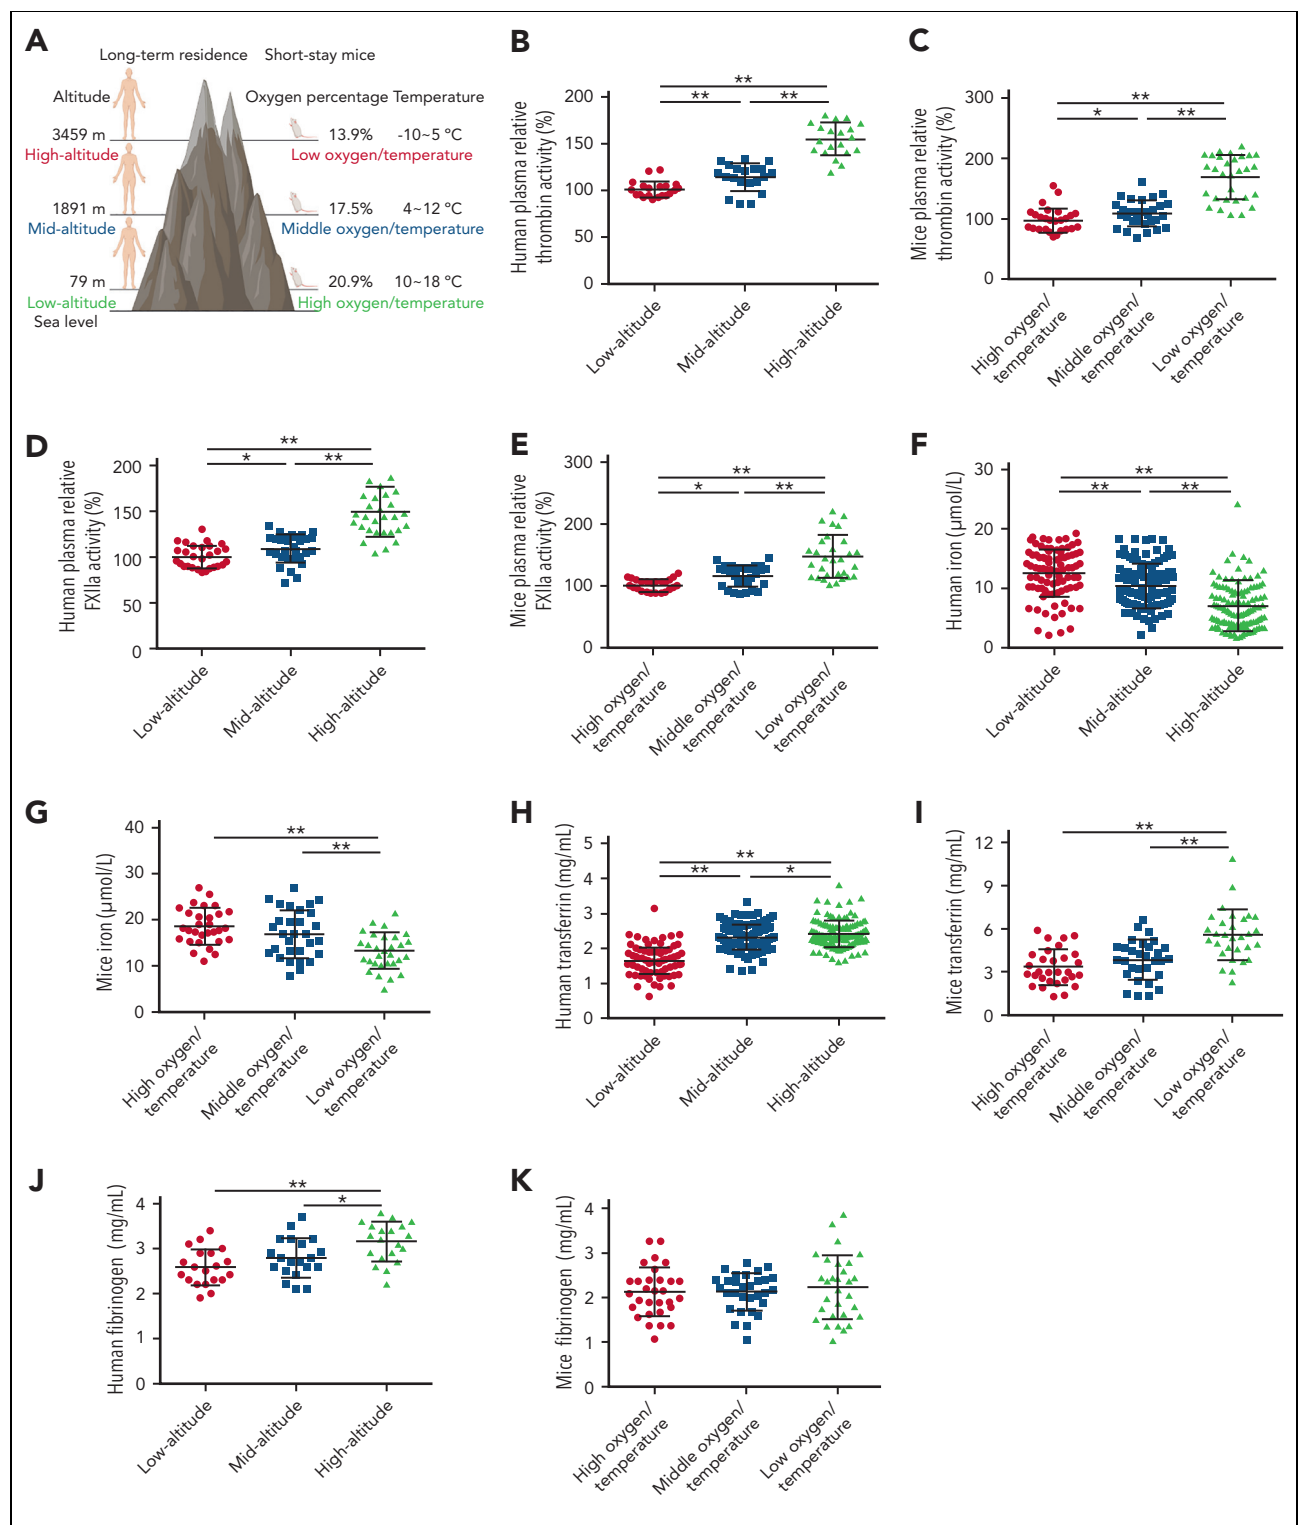 A
Long-term residence Short-stay mice
Altitude Oxygen percentage Temperature
3459 m 13.9% -10~5 °C
High-altitude Low oxygen/temperature
1891 m 17.5% 4~12 °C
Mid-altitude Middle oxygen/temperature
79 m 20.9% 10~18 °C
Low-altitude High oxygen/temperature
Sea level
B
Human plasma relative
thrombin activity (%)
200
150
100
50
0
**
** **
Low-altitude
Mid-altitude
High-altitude
C
Mice plasma relative
thrombin activity (%)
300
200
100
0
**
* **
High oxygen/
temperature
Middle oxygen/
temperature
Low oxygen/
temperature
D
Human plasma relative
FXIIa activity (%)
200
150
100
50
0
**
* **
Low-altitude
Mid-altitude
High-altitude
E
Mice plasma relative
FXIIa activity (%)
300
200
100
0
**
* **
High oxygen/
temperature
Middle oxygen/
temperature
Low oxygen/
temperature
F
Human iron (µmol/L)
30
20
10
0
**
** **
Low-altitude
Mid-altitude
High-altitude
G
Mice iron (µmol/L)
40
30
20
10
0
**
**
High oxygen/
temperature
Middle oxygen/
temperature
Low oxygen/
temperature
H
Human transferrin (mg/mL)
5
4
3
2
1
0
**
** *
Low-altitude
Mid-altitude
High-altitude
I
Mice transferrin (mg/mL)
12
9
6
3
0
**
**
High oxygen/
temperature
Middle oxygen/
temperature
Low oxygen/
temperature
J
Human fibrinogen (mg/mL)
4
3
2
1
0
**
*
Low-altitude
Mid-altitude
High-altitude
K
Mice fibrinogen (mg/mL)
4
3
2
1
0
High oxygen/
temperature
Middle oxygen/
temperature
Low oxygen/
temperature